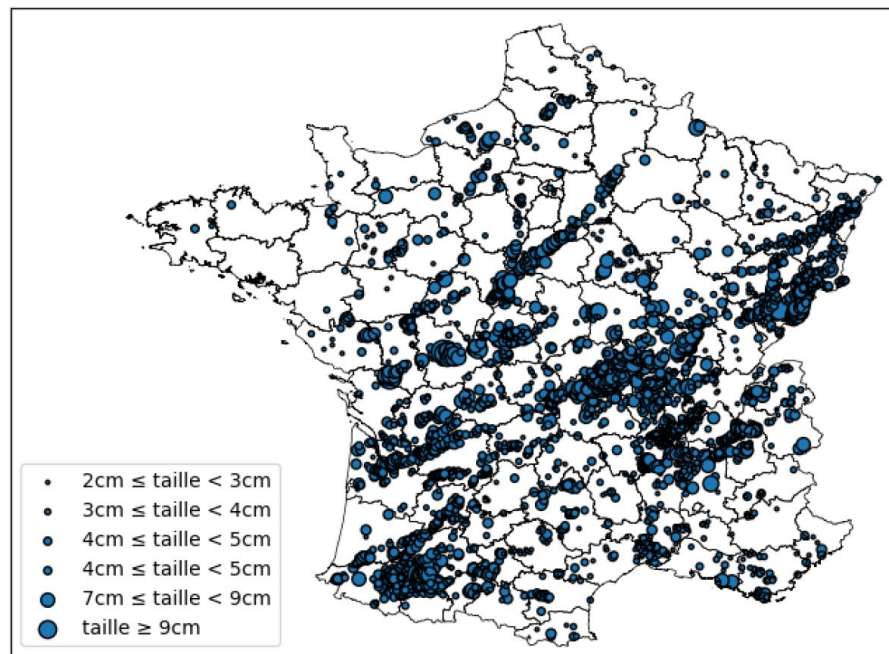 2cm ≤ taille < 3cm
3cm ≤ taille < 4cm
4cm ≤ taille < 5cm
4cm ≤ taille < 5cm
7cm ≤ taille < 9cm
taille ≥ 9cm